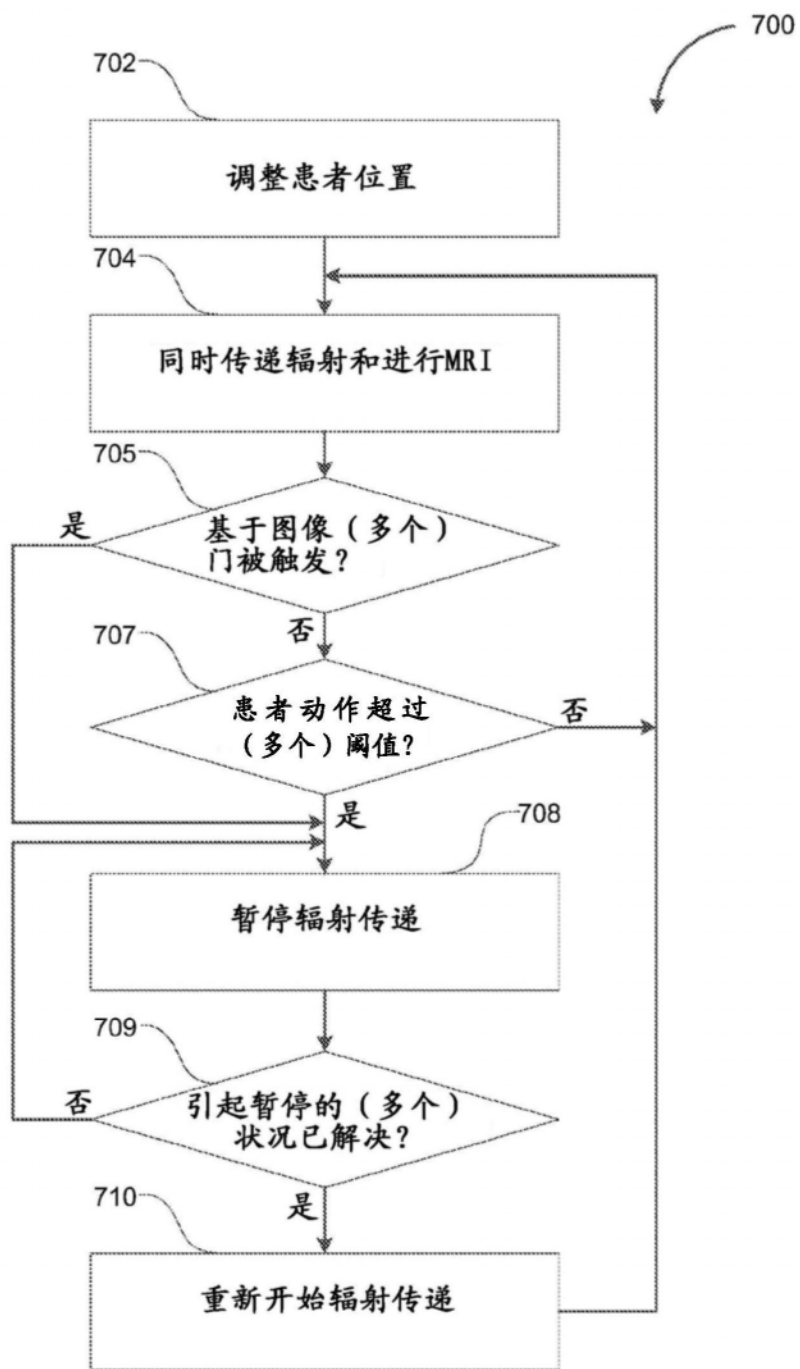 700
702
调整患者位置
704
同时传递辐射和进行MRI
705
是
基于图像（多个）
门被触发？
否
707
患者动作超过
（多个）阈值？
否
是
708
暂停辐射传递
709
否
引起暂停的（多个）
状况已解决？
是
710
重新开始辐射传递